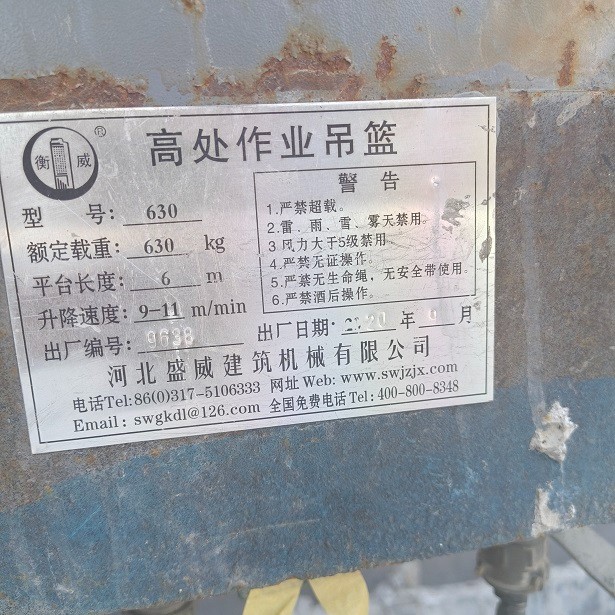 衡威®
高处作业吊篮
型 号: 630
额定载重: 630 kg
平台长度: 6 m
升降速度: 9-11 m/min
出厂编号: 9638
警告
1.严禁超载。
2.雷、雨、雪、雾天禁用。
3.风力大于5级禁用。
4.严禁无证操作。
5.严禁无生命绳，无安全带使用。
6.严禁酒后操作。
出厂日期: 2020 年 9 月
河北盛威建筑机械有限公司
电话Tel:86(0)317-5106333 网址Web: www.swjzjx.com
Email: swgkdl@126.com 全国免费电话Tel: 400-800-8348